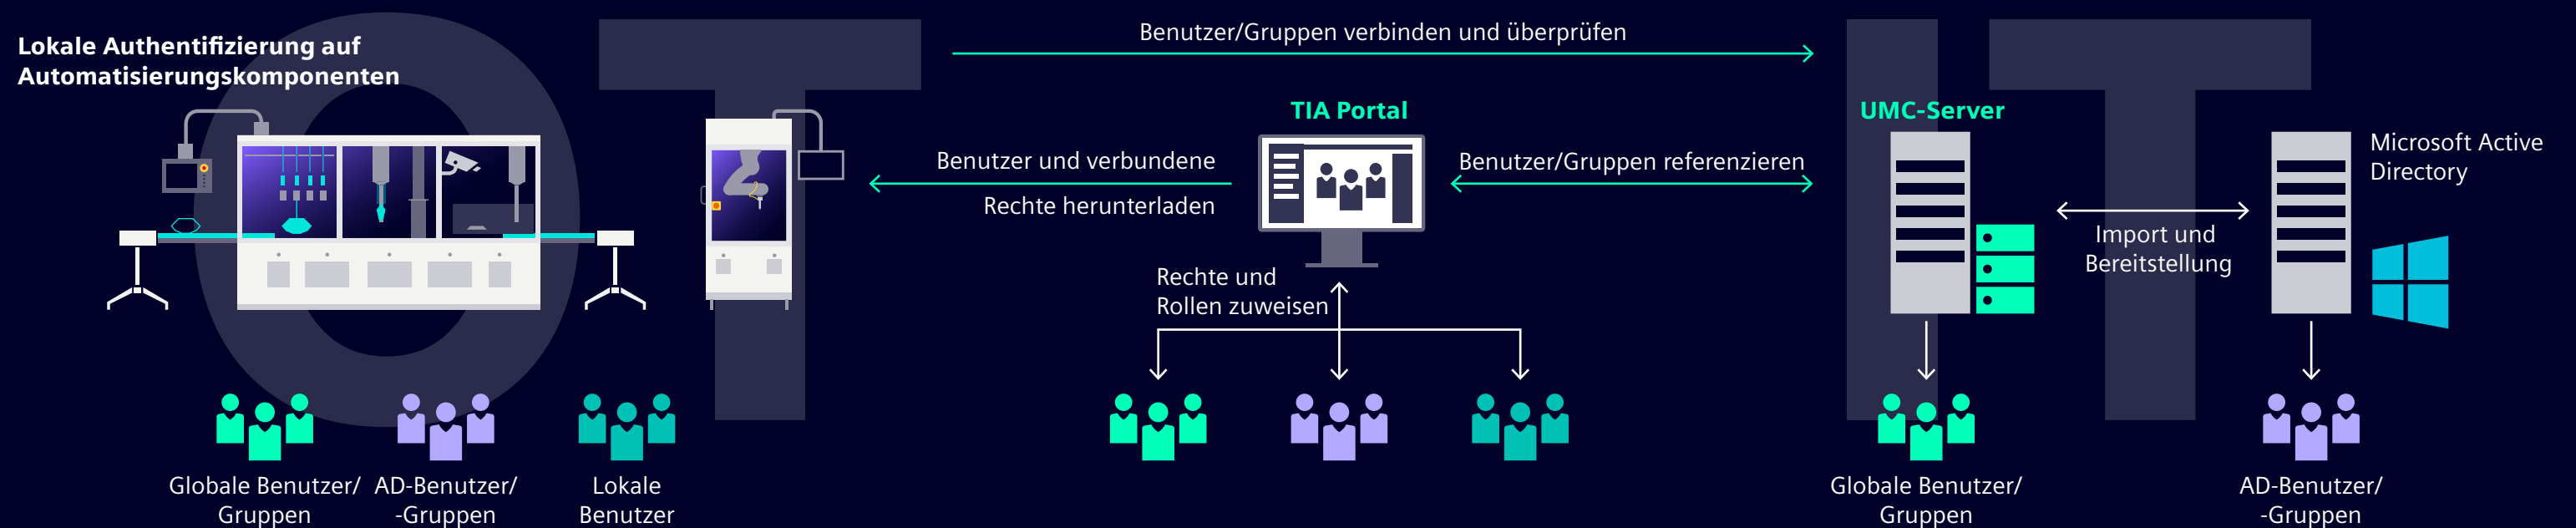 Lokale Authentifizierung auf
Automatisierungskomponenten
OT
Benutzer/Gruppen verbinden und überprüfen
IT
TIA Portal
UMC-Server
Microsoft Active
Directory
Benutzer und verbundene
Rechte herunterladen
Benutzer/Gruppen referenzieren
Import und
Bereitstellung
Rechte und
Rollen zuweisen
Globale Benutzer/
Gruppen
AD-Benutzer/
-Gruppen
Lokale
Benutzer
Globale Benutzer/
Gruppen
AD-Benutzer/
-Gruppen